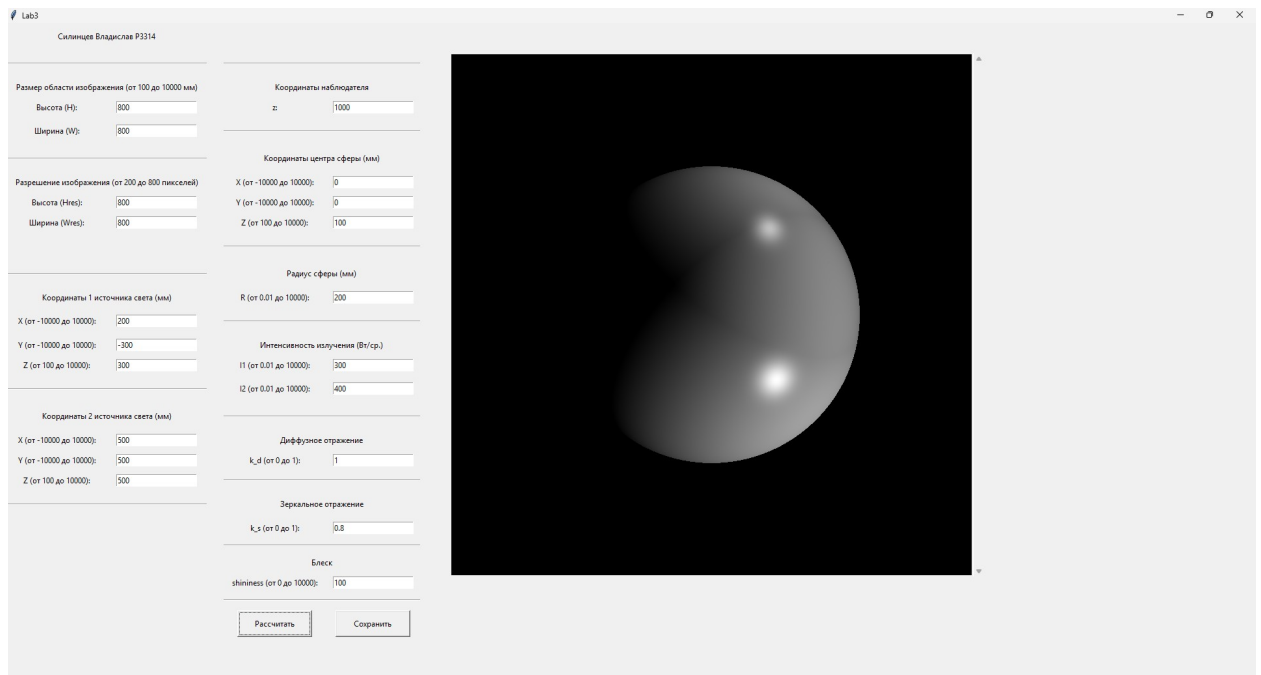 Lab3
Силинцев Владислав P3314
Размер области изображения (от 100 до 10000 мм)
Высота (H): 800
Ширина (W): 800
Разрешение изображения (от 200 до 800 пикселей)
Высота (Hres): 800
Ширина (Wres): 800
Координаты 1 источника света (мм)
X (от -10000 до 10000): 200
Y (от -10000 до 10000): -300
Z (от 100 до 10000): 300
Координаты 2 источника света (мм)
X (от -10000 до 10000): 500
Y (от -10000 до 10000): 500
Z (от 100 до 10000): 500
Координаты наблюдателя
z: 1000
Координаты центра сферы (мм)
X (от -10000 до 10000): 0
Y (от -10000 до 10000): 0
Z (от 100 до 10000): 100
Радиус сферы (мм)
R (от 0.01 до 10000): 200
Интенсивность излучения (Вт/ср.)
I1 (от 0.01 до 10000): 300
I2 (от 0.01 до 10000): 400
Диффузное отражение
k_d (от 0 до 1): 1
Зеркальное отражение
k_s (от 0 до 1): 0.8
Блеск
shininess (от 0 до 10000): 100
Рассчитать
Сохранить